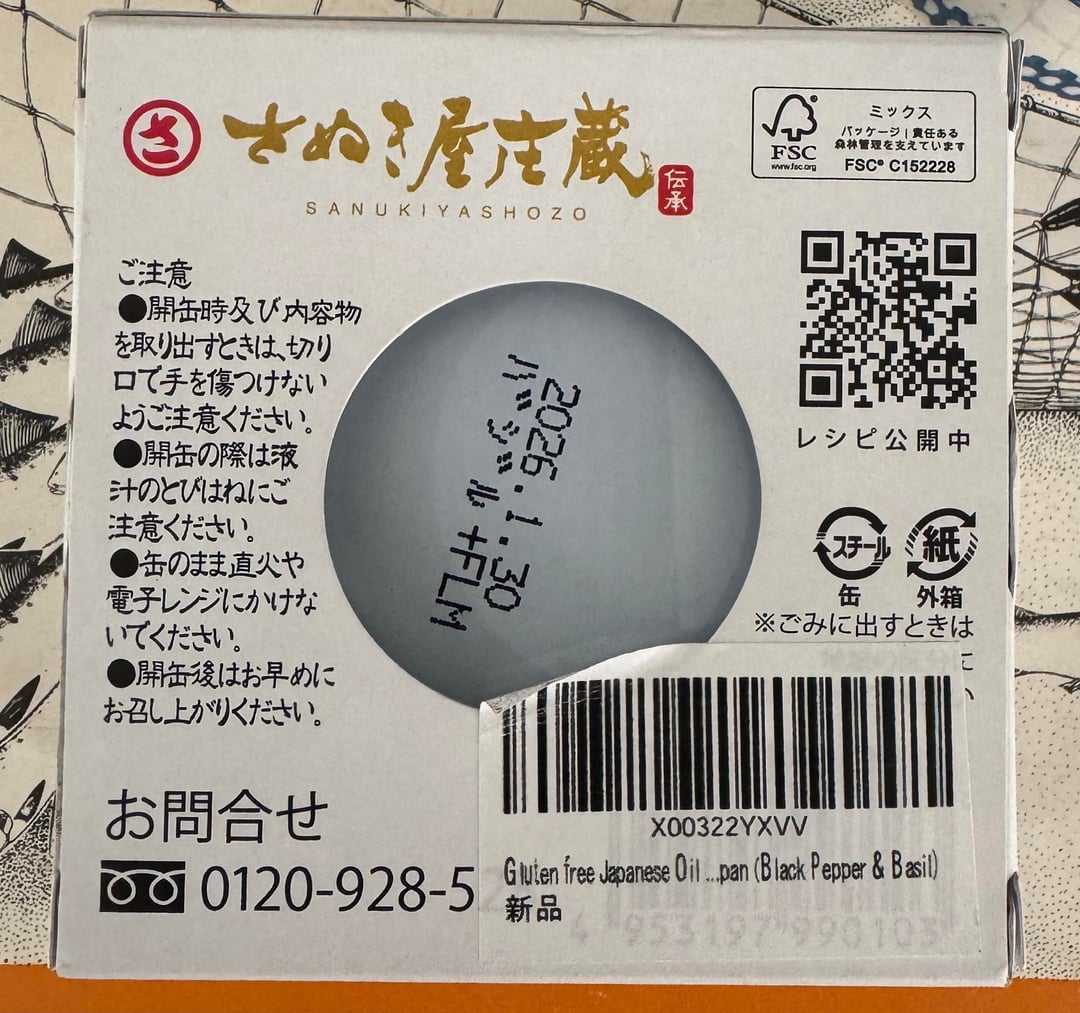 さ
さぬき屋庄蔵
伝承
SANUKIYASHOZO
FSC
www.fsc.org
ミックス
パッケージ | 責任ある
森林管理を支えています
FSC® C152228
ご注意
●開缶時及び内容物
を取り出すときは、切り
口で手を傷つけない
ようご注意ください。
●開缶の際は液
汁のとびはねにご
注意ください。
●缶のまま直火や
電子レンジにかけな
いでください。
●開缶後はお早めに
お召し上がりください。
2026.1.30
+FLM
レシピ公開中
スチール
缶
紙
外箱
※ごみに出すときは
に
お問合せ
0120-928-5
X00322YXVV
Gluten free Japanese Oil ...pan (Black Pepper & Basil)
新品
4 953197 990103